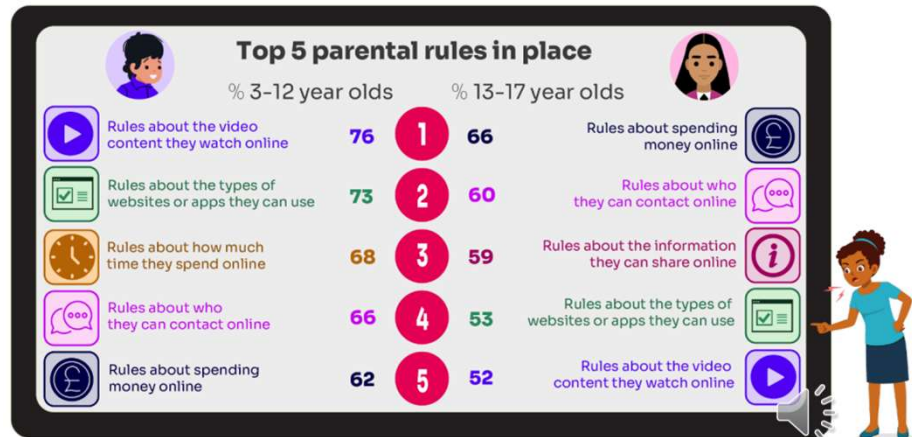 Top 5 parental rules in place
% 3-12 year olds
% 13-17 year olds
Rules about the video
content they watch online
76
1
66
Rules about spending
money online
£
Rules about the types of
websites or apps they can use
73
2
60
Rules about who
they can contact online
Rules about how much
time they spend online
68
3
59
Rules about the information
they can share online
i
Rules about who
they can contact online
66
4
53
Rules about the types of
websites or apps they can use
£
Rules about spending
money online
62
5
52
Rules about the video
content they watch online